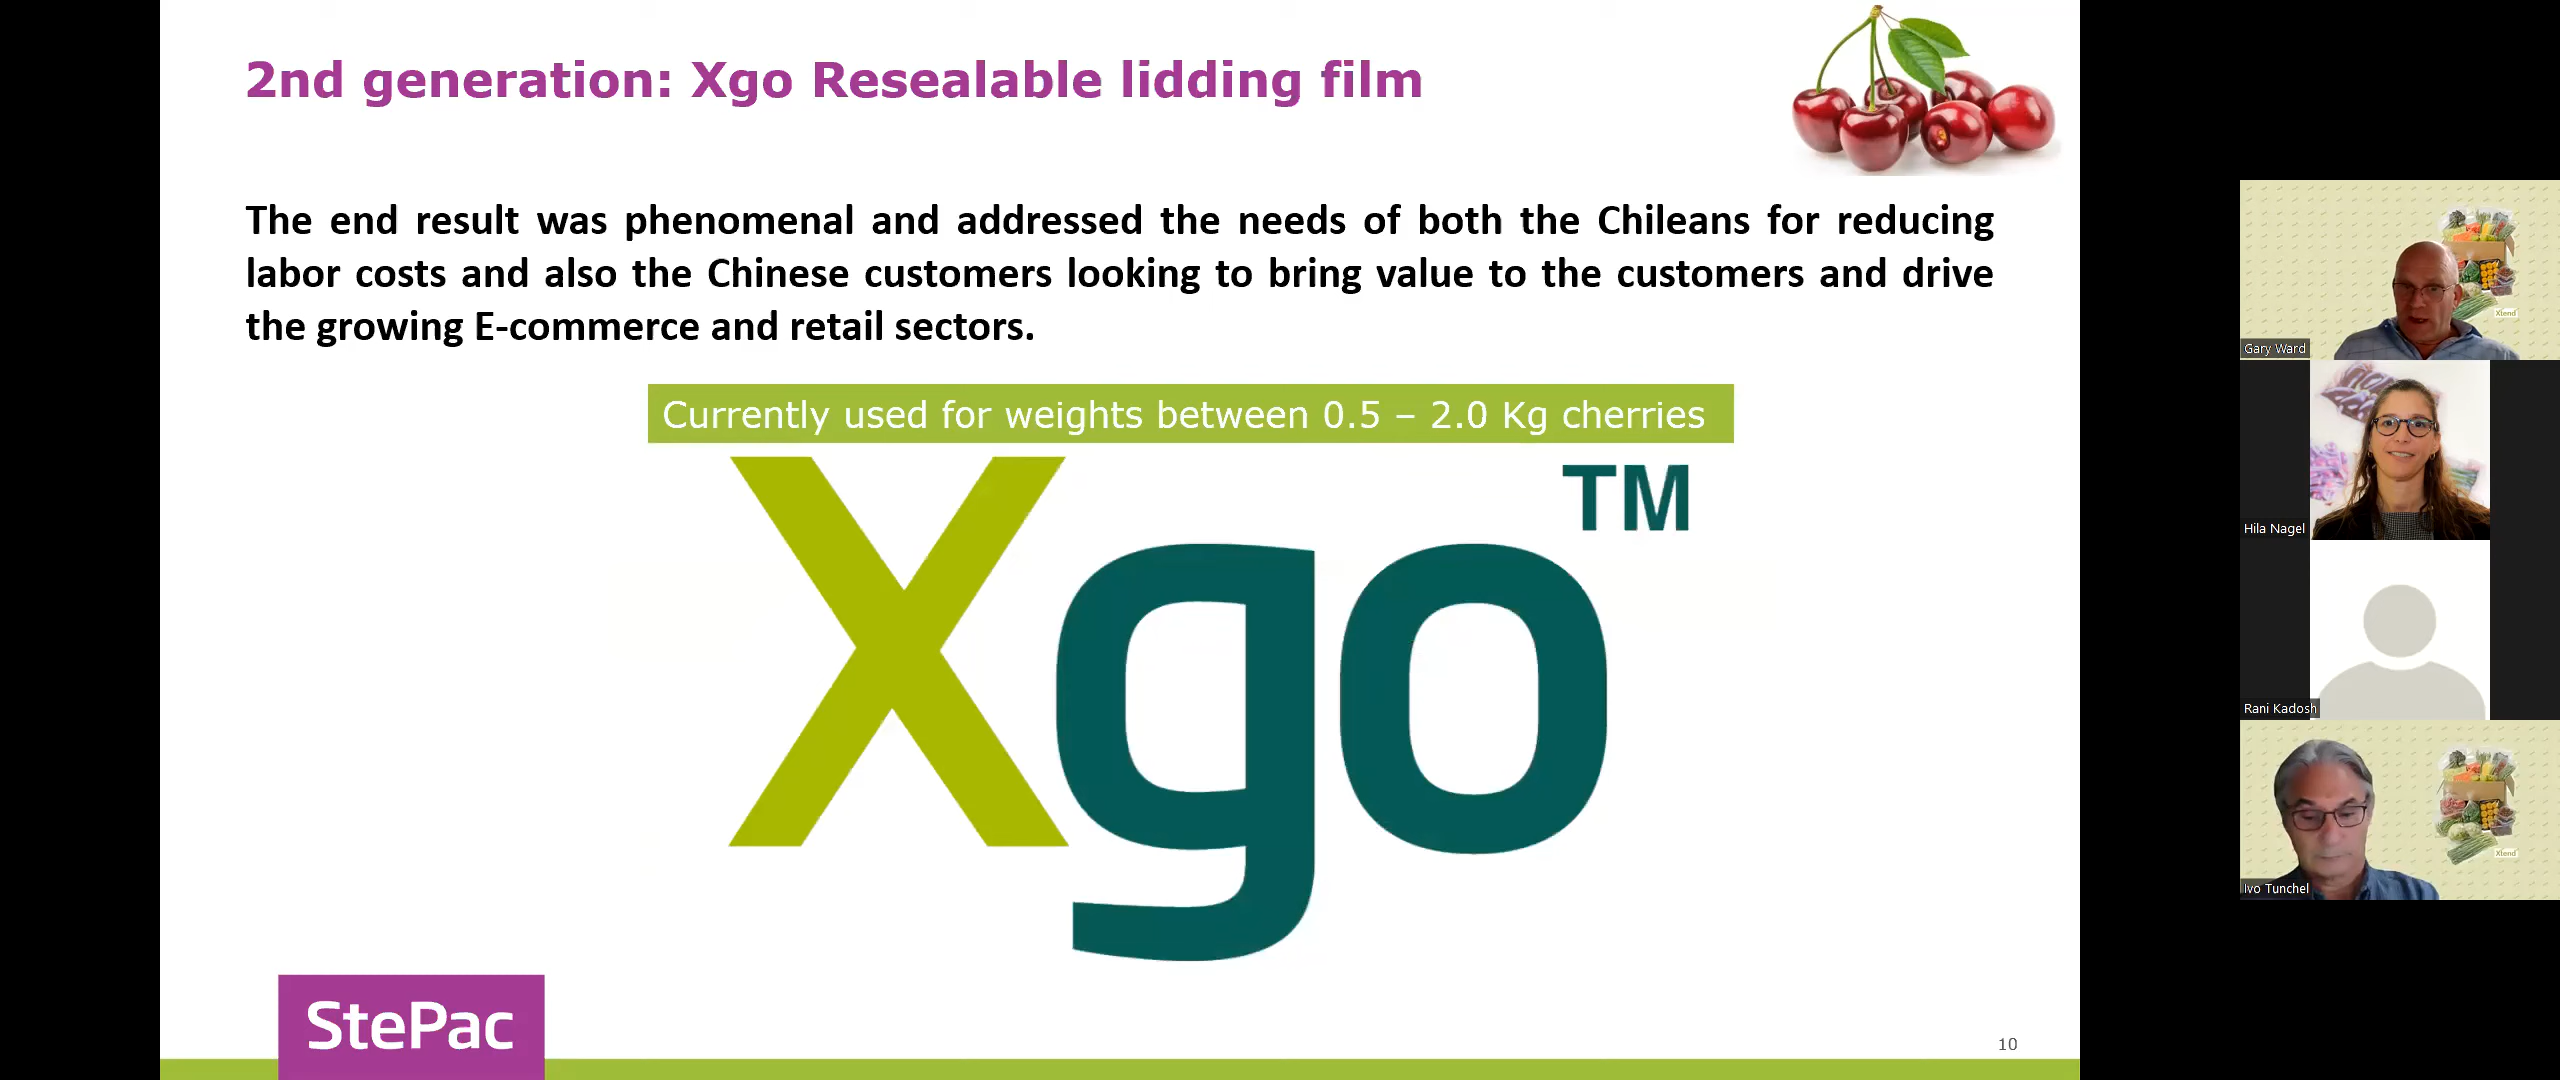 2nd generation: Xgo Resealable lidding film
The end result was phenomenal and addressed the needs of both the Chileans for reducing
labor costs and also the Chinese customers looking to bring value to the customers and drive
the growing E-commerce and retail sectors.
Currently used for weights between 0.5 – 2.0 Kg cherries
Xgo™
StePac
10
Xtend
Gary Ward
Hila Nagel
Rani Kadosh
Xtend
Ivo Tunchel